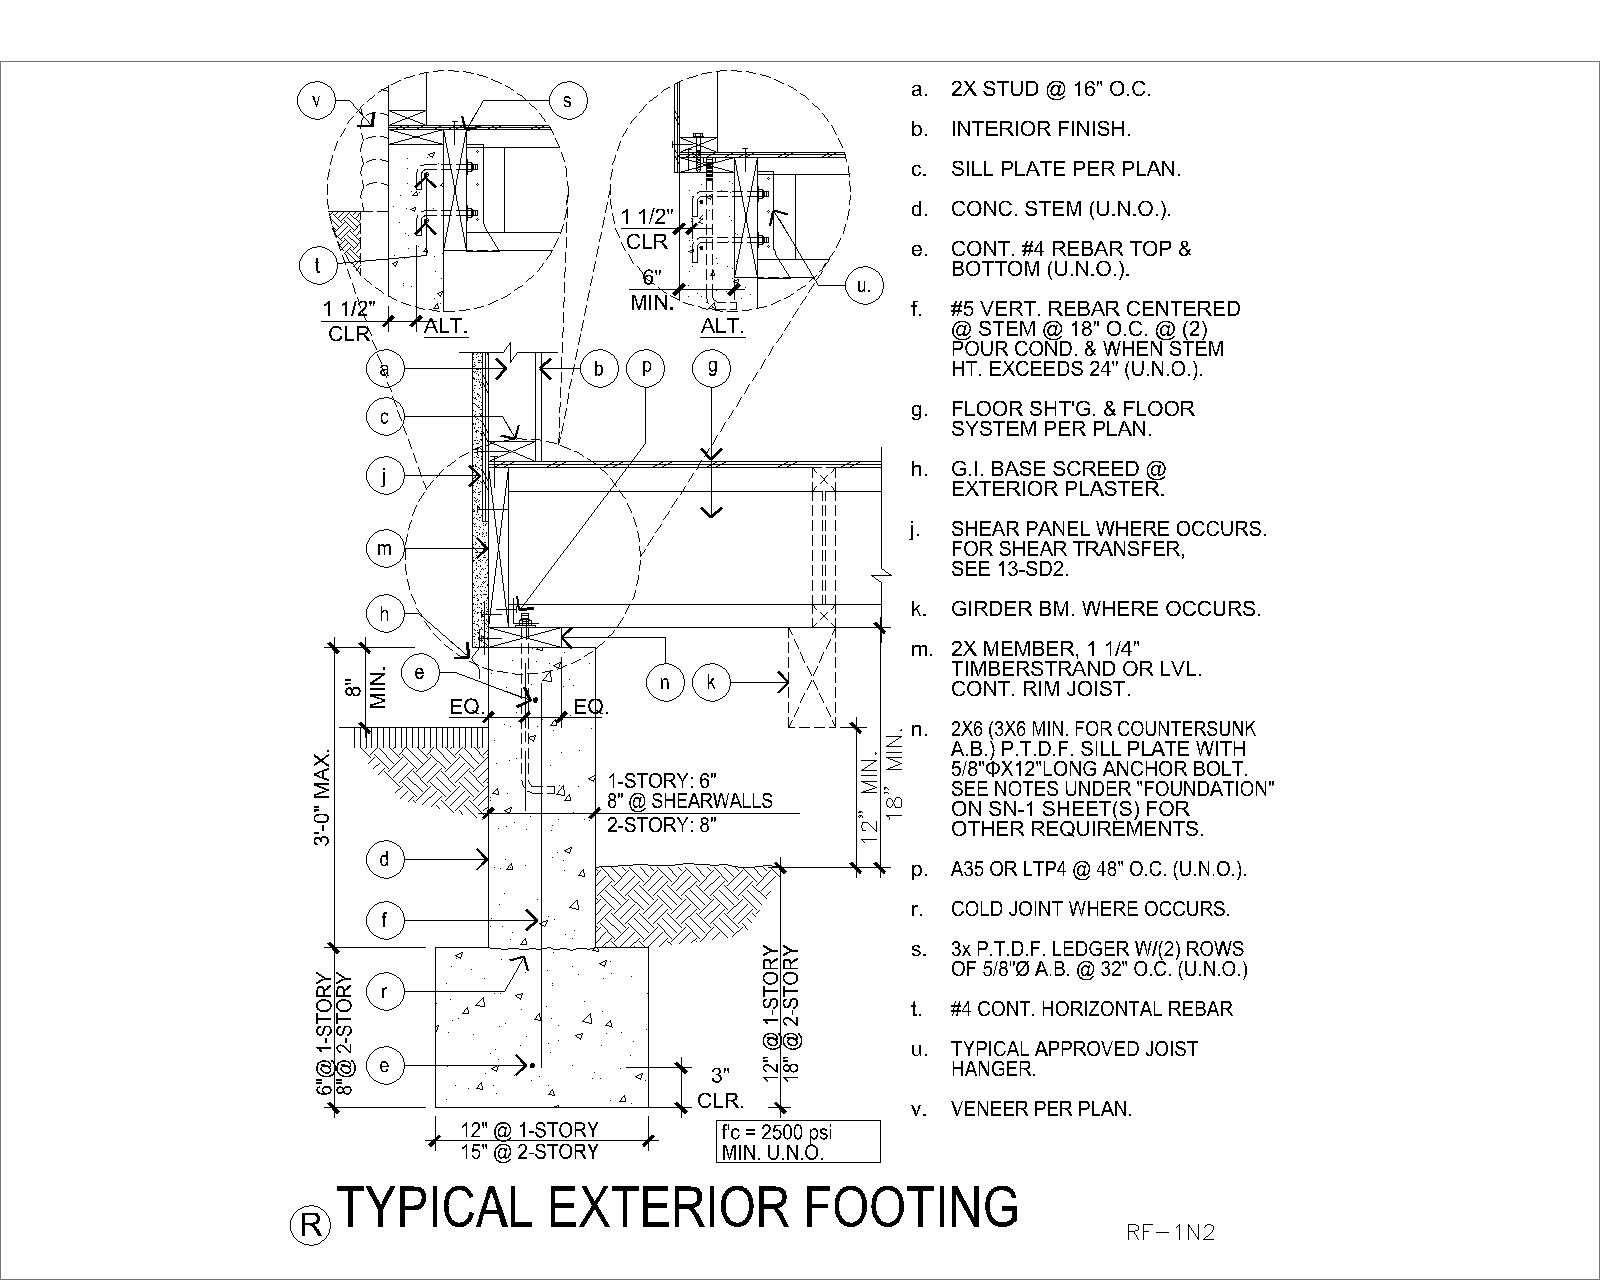 v
s
t
1 1/2"
CLR
ALT.
1 1/2"
CLR
6"
MIN.
u.
ALT.
a
b
p
g
c
j
m
h
e
n
k
8"
MIN.
EQ.
EQ.
3'-0" MAX.
1-STORY: 6"
8" @ SHEARWALLS
2-STORY: 8"
12" MIN.
18" MIN.
d
f
r
e
6"@ 1-STORY
8"@ 2-STORY
12" @ 1-STORY
18" @ 2-STORY
3"
CLR.
12" @ 1-STORY
15" @ 2-STORY
f'c = 2500 psi
MIN. U.N.O.
a. 2X STUD @ 16" O.C.
b. INTERIOR FINISH.
c. SILL PLATE PER PLAN.
d. CONC. STEM (U.N.O.).
e. CONT. #4 REBAR TOP &
BOTTOM (U.N.O.).
f. #5 VERT. REBAR CENTERED
@ STEM @ 18" O.C. @ (2)
POUR COND. & WHEN STEM
HT. EXCEEDS 24" (U.N.O.).
g. FLOOR SHT'G. & FLOOR
SYSTEM PER PLAN.
h. G.I. BASE SCREED @
EXTERIOR PLASTER.
j. SHEAR PANEL WHERE OCCURS.
FOR SHEAR TRANSFER,
SEE 13-SD2.
k. GIRDER BM. WHERE OCCURS.
m. 2X MEMBER, 1 1/4"
TIMBERSTRAND OR LVL.
CONT. RIM JOIST.
n. 2X6 (3X6 MIN. FOR COUNTERSUNK
A.B.) P.T.D.F. SILL PLATE WITH
5/8"ΦX12"LONG ANCHOR BOLT.
SEE NOTES UNDER "FOUNDATION"
ON SN-1 SHEET(S) FOR
OTHER REQUIREMENTS.
p. A35 OR LTP4 @ 48" O.C. (U.N.O.).
r. COLD JOINT WHERE OCCURS.
s. 3x P.T.D.F. LEDGER W/(2) ROWS
OF 5/8"Ø A.B. @ 32" O.C. (U.N.O.)
t. #4 CONT. HORIZONTAL REBAR
u. TYPICAL APPROVED JOIST
HANGER.
v. VENEER PER PLAN.
R TYPICAL EXTERIOR FOOTING
RF-1N2